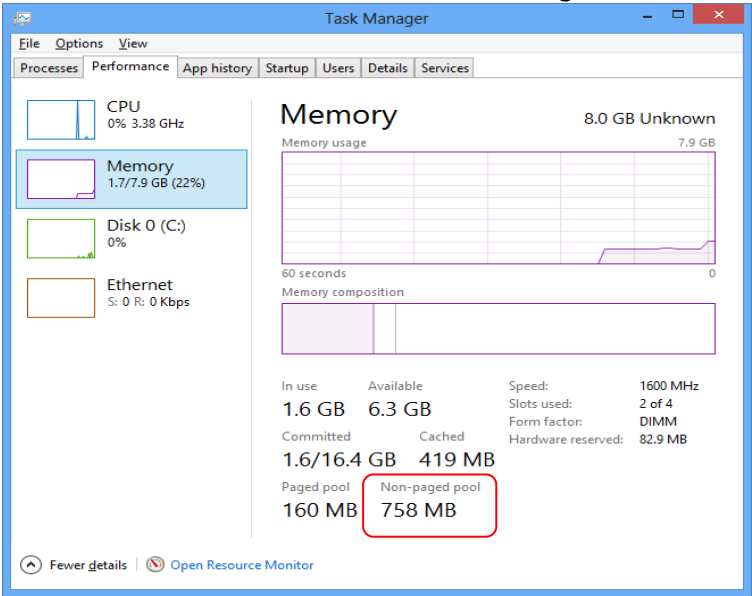 Task Manager
File Options View
Processes Performance App history Startup Users Details Services
CPU
0% 3.38 GHz
Memory
1.7/7.9 GB (22%)
Disk 0 (C:)
0%
Ethernet
S: 0 R: 0 Kbps
Memory 8.0 GB Unknown
Memory usage 7.9 GB
60 seconds 0
Memory composition
In use Available
1.6 GB 6.3 GB
Committed Cached
1.6/16.4 GB 419 MB
Paged pool Non-paged pool
160 MB 758 MB
Speed: 1600 MHz
Slots used: 2 of 4
Form factor: DIMM
Hardware reserved: 82.9 MB
Fewer details Open Resource Monitor